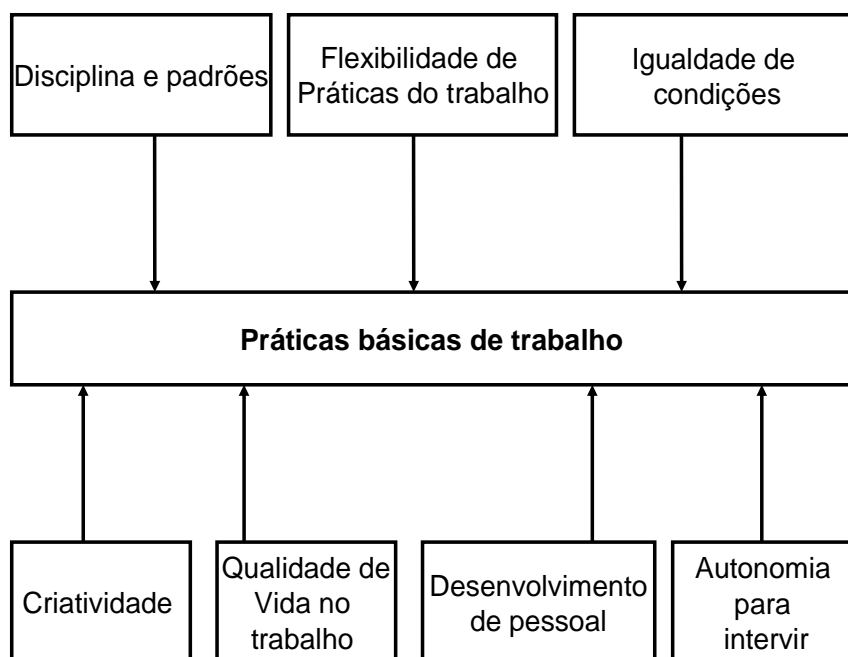 Disciplina e padrões
Flexibilidade de
Práticas do trabalho
Igualdade de
condições
Práticas básicas de trabalho
Criatividade
Qualidade de
Vida no
trabalho
Desenvolvimento
de pessoal
Autonomia
para
intervir